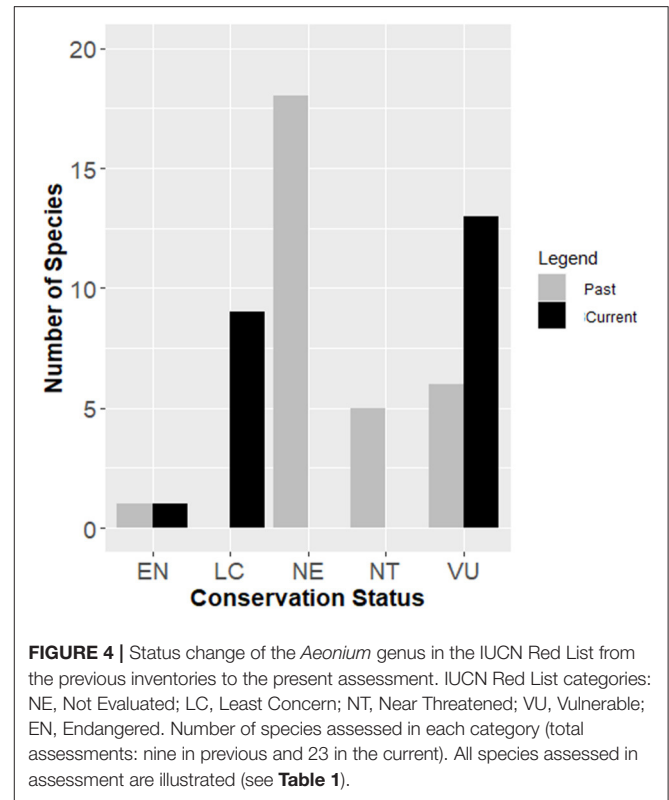 20
15
10
5
0
Number of Species
EN LC NE NT VU
Conservation Status
Legend
Past
Current
FIGURE 4 | Status change of the Aeonium genus in the IUCN Red List from
the previous inventories to the present assessment. IUCN Red List categories:
NE, Not Evaluated; LC, Least Concern; NT, Near Threatened; VU, Vulnerable;
EN, Endangered. Number of species assessed in each category (total
assessments: nine in previous and 23 in the current). All species assessed in
assessment are illustrated (see Table 1).